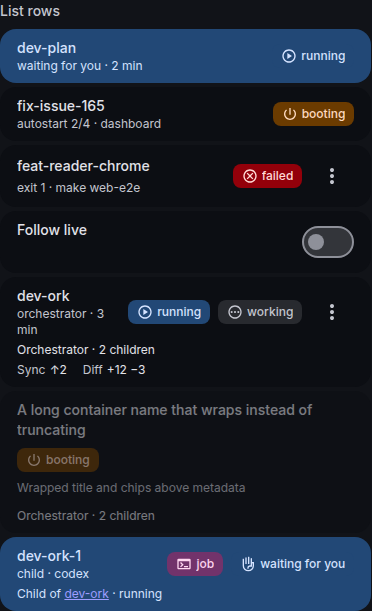 List rows
dev-plan
running
waiting for you · 2 min
fix-issue-165
booting
autostart 2/4 · dashboard
feat-reader-chrome
failed
exit 1 · make web-e2e
Follow live
dev-ork
orchestrator · 3
min
running
working
Orchestrator · 2 children
Sync ↑2 Diff +12 −3
A long container name that wraps instead of
truncating
booting
Wrapped title and chips above metadata
Orchestrator · 2 children
dev-ork-1
job
waiting for you
child · codex
Child of dev-ork · running